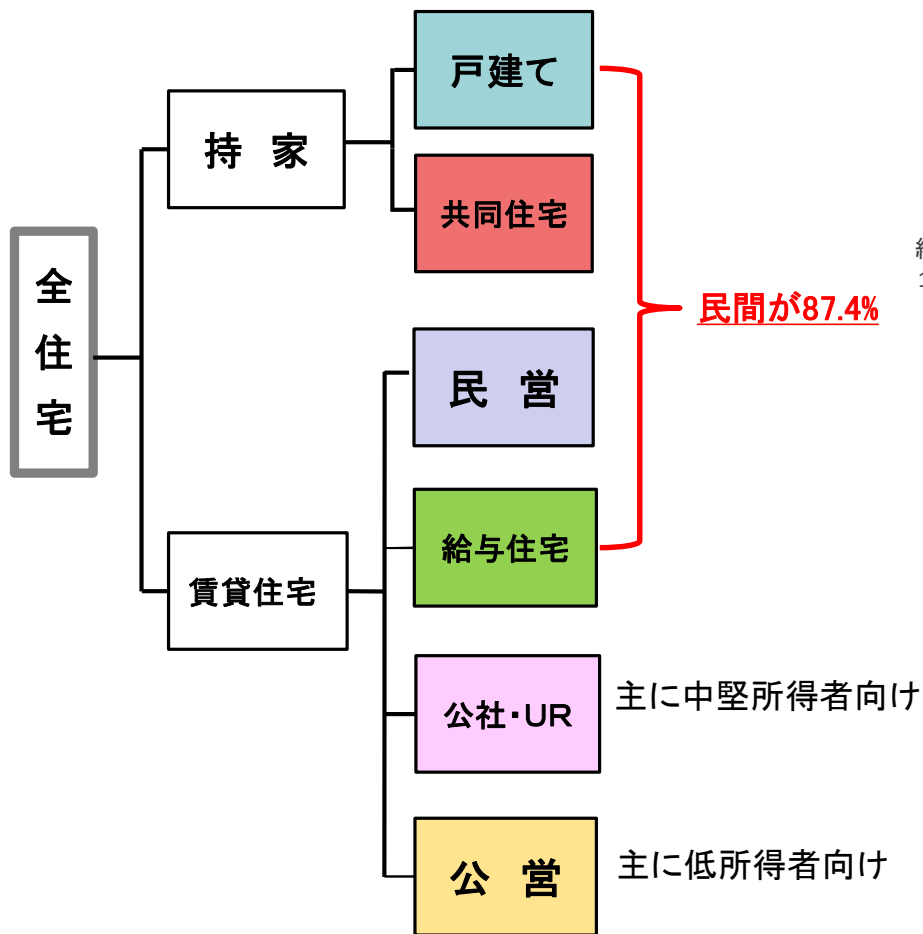 全住宅
持 家
戸建て
共同住宅
民間が87.4%
民 営
給与住宅
賃貸住宅
公社・UR
主に中堅所得者向け
公 営
主に低所得者向け